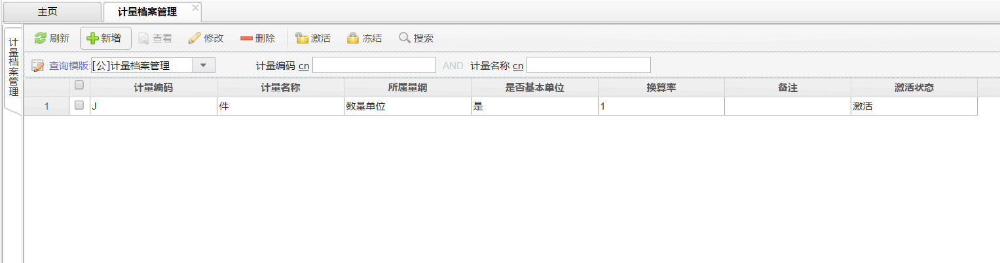 主页 计量档案管理
计量档案管理
刷新 新增 查看 修改 删除 激活 冻结 搜索
查询模版:[公]计量档案管理 计量编码 cn AND 计量名称 cn
计量编码 计量名称 所属量纲 是否基本单位 换算率 备注 激活状态
1 J 件 数量单位 是 1 激活